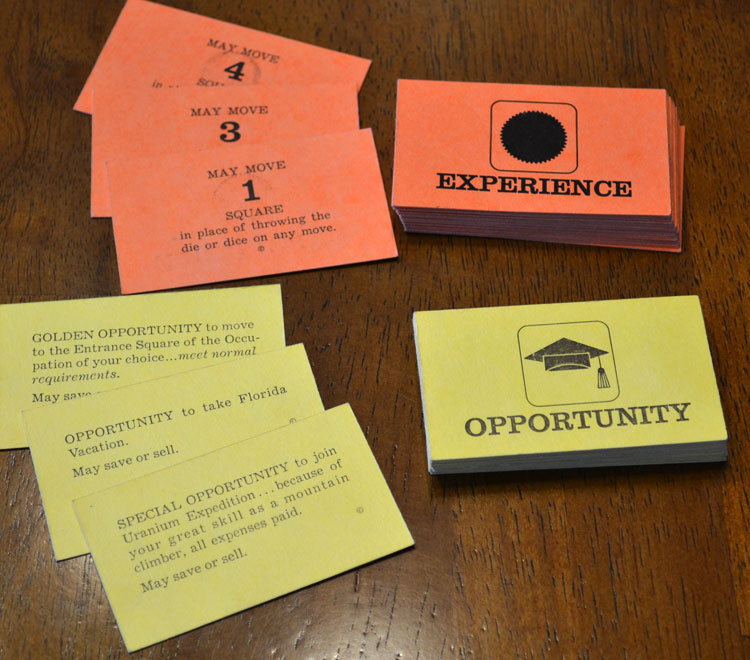 MAY MOVE
4
in
MAY MOVE
3
MAY MOVE
1
SQUARE
in place of throwing the
die or dice on any move.
©
EXPERIENCE
GOLDEN OPPORTUNITY to move
to the Entrance Square of the Occu-
pation of your choice...meet normal
requirements.
May save
OPPORTUNITY to take Florida
Vacation.
May save or sell.
©
SPECIAL OPPORTUNITY to join
Uranium Expedition...because of
your great skill as a mountain
climber, all expenses paid.
©
May save or sell.
OPPORTUNITY